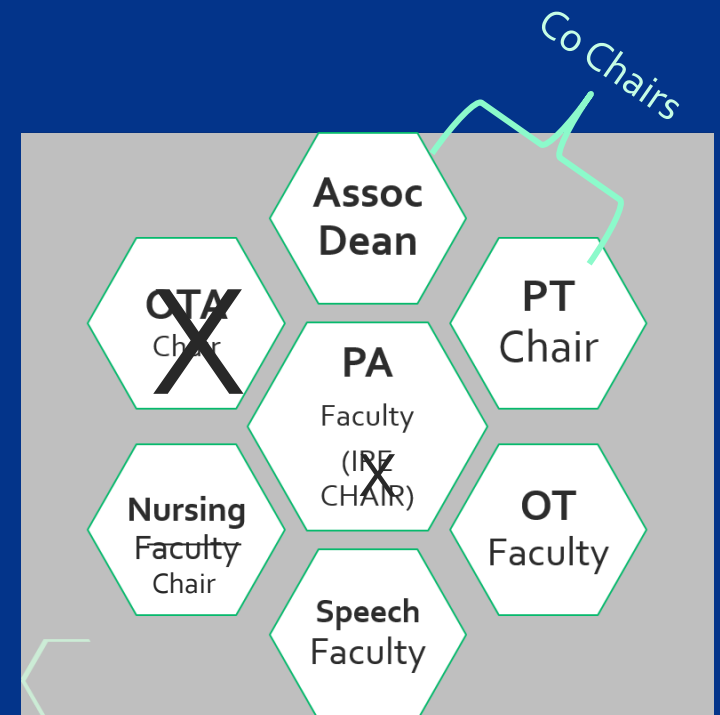 Co Chairs
Assoc
Dean
OTA
Chair
PT
Chair
PA
Faculty
(IPE
CHAIR)
Nursing
Faculty
Chair
OT
Faculty
Speech
Faculty